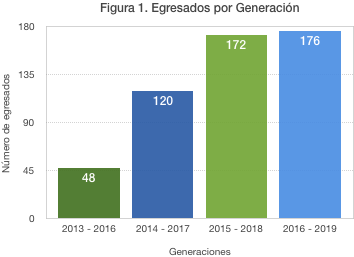 Figura 1. Egresados por Generación
Número de egresados
180
135
90
45
0
48
120
172
176
2013 - 2016
2014 - 2017
2015 - 2018
2016 - 2019
Generaciones